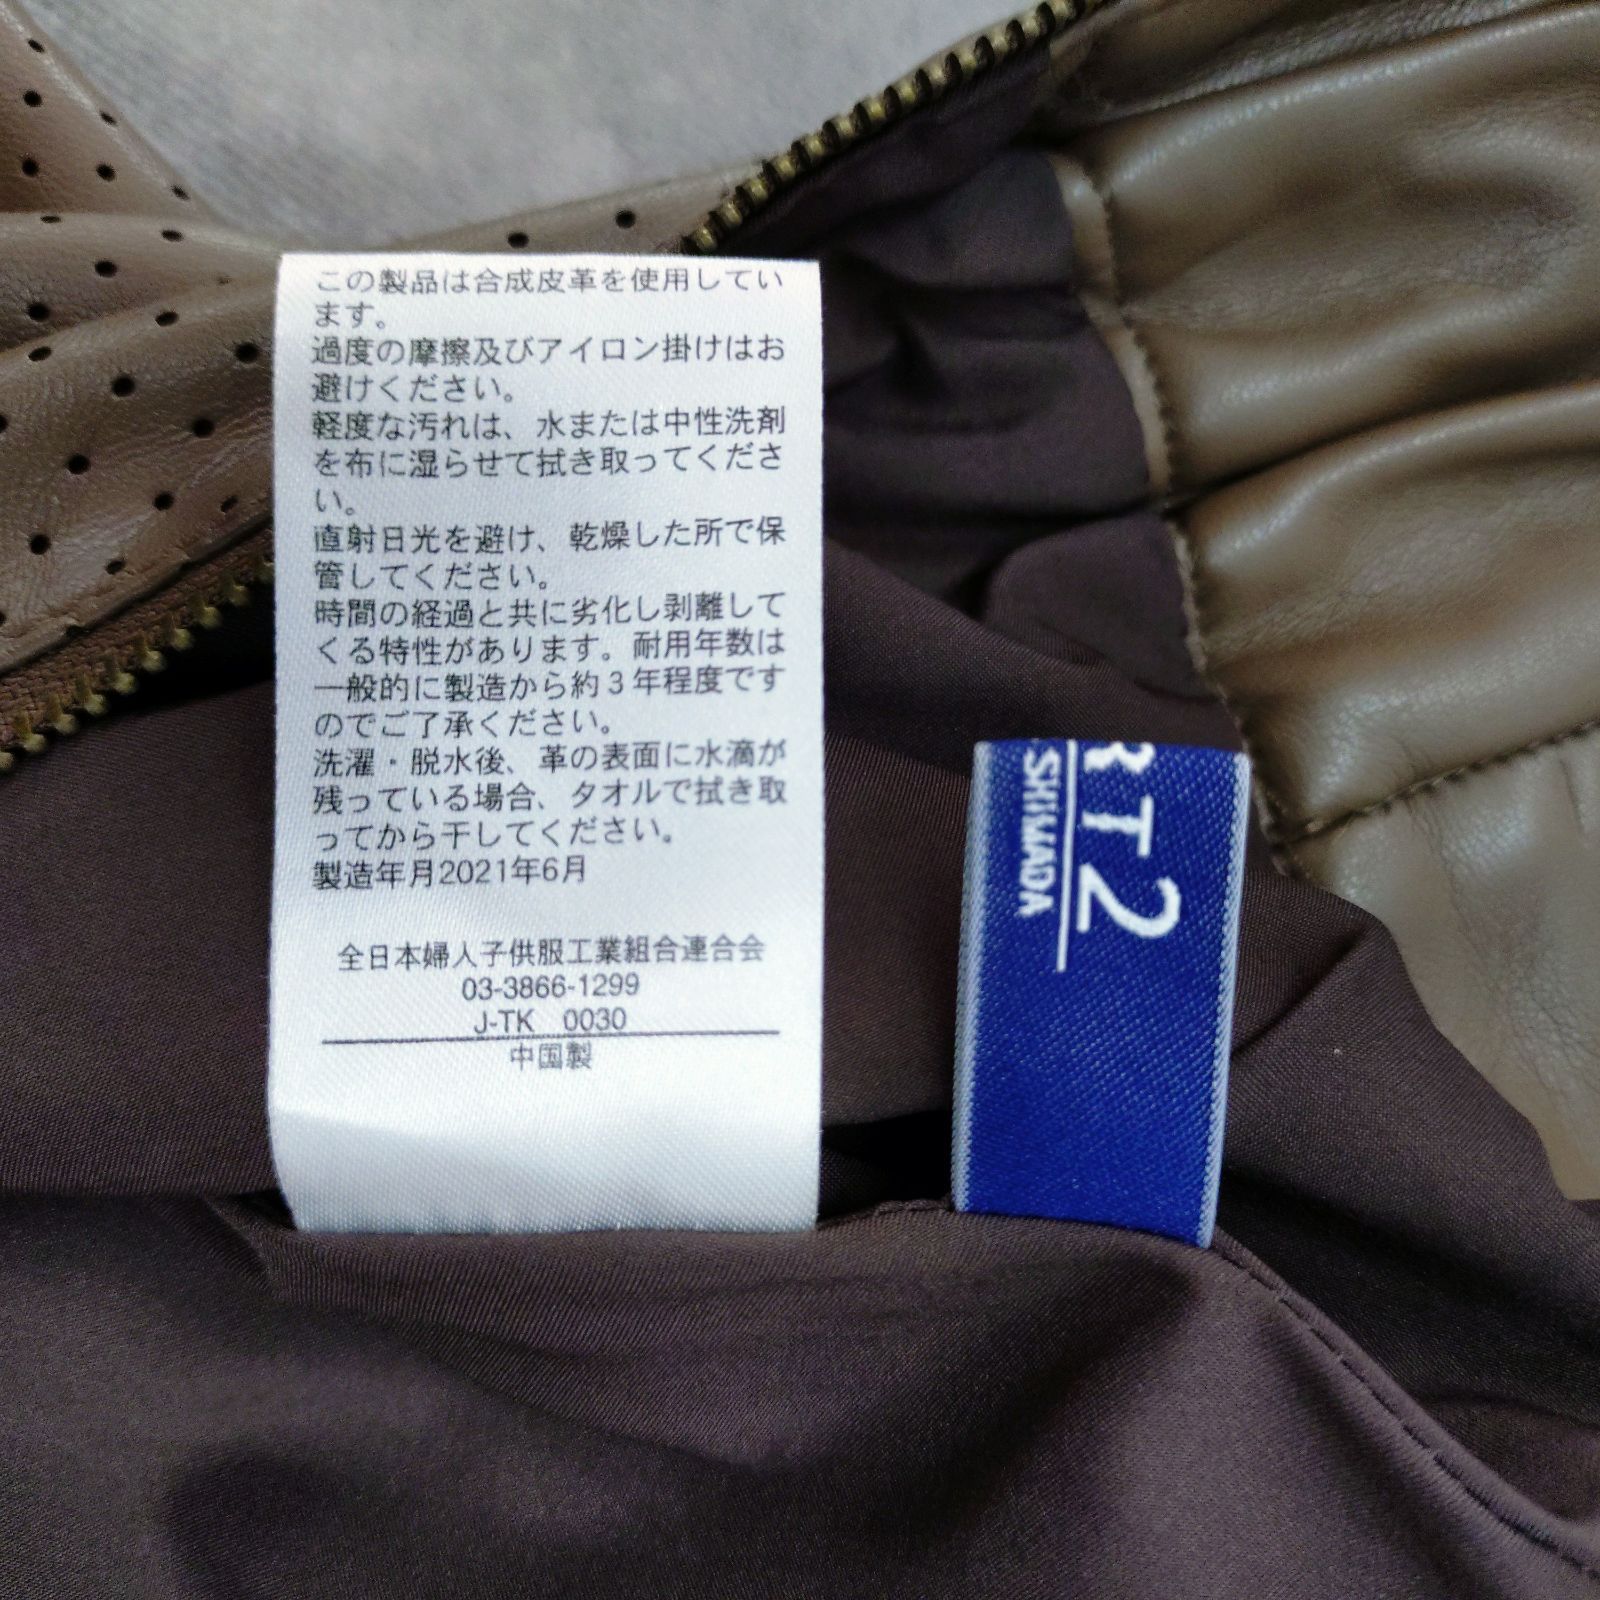 この製品は合成皮革を使用してい
ます。
過度の摩擦及びアイロン掛けはお
避けください。
軽度な汚れは、水または中性洗剤
を布に湿らせて拭き取ってくださ
い。
直射日光を避け、乾燥した所で保
管してください。
時間の経過と共に劣化し剥離して
くる特性があります。耐用年数は
一般的に製造から約3年程度です
のでご了承ください。
洗濯・脱水後、革の表面に水滴が
残っている場合、タオルで拭き取
ってから干してください。
製造年月2021年6月
全日本婦人子供服工業組合連合会
03-3866-1299
J-TK 0030
中国製
RT2
SHIMADA